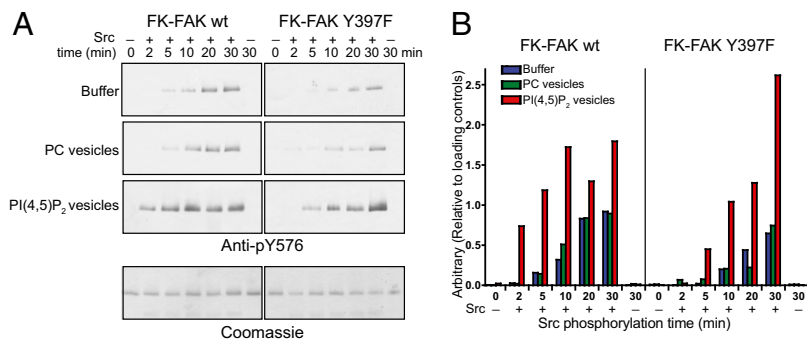 A
FK-FAK wt
FK-FAK Y397F
Src – + + + + + – – + + + + + –
time (min) 0 2 5 10 20 30 30 0 2 5 10 20 30 30 min
Buffer
PC vesicles
PI(4,5)P2 vesicles
Anti-pY576
Coomassie
B
FK-FAK wt
FK-FAK Y397F
Buffer
PC vesicles
PI(4,5)P2 vesicles
Arbitrary (Relative to loading controls)
2.5
2.0
1.5
1.0
0.5
0.0
0 2 5 10 20 30 30 0 2 5 10 20 30 30
Src – + + + + + – – + + + + + –
Src phosphorylation time (min)